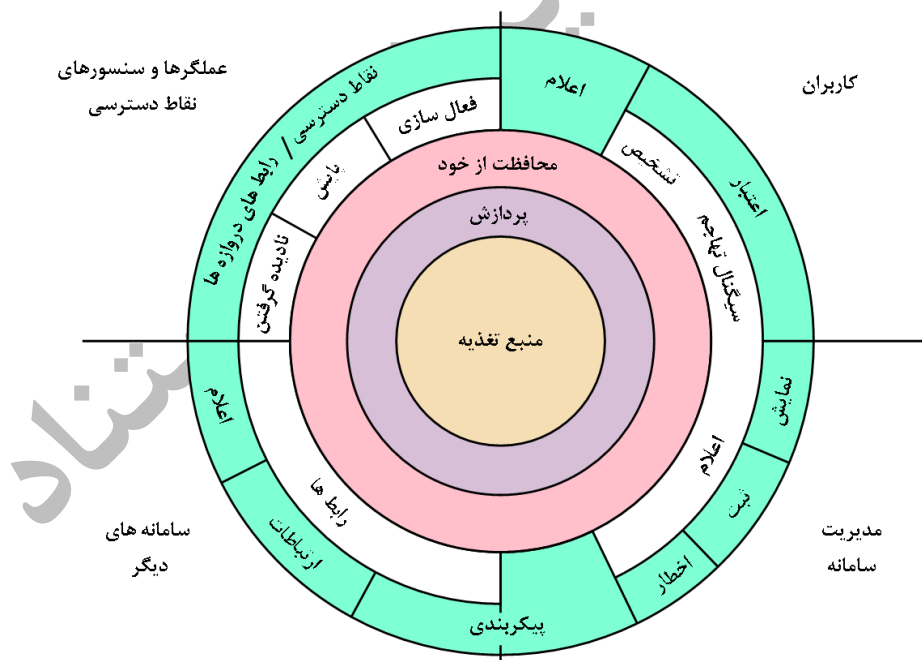 عملگرها و سنسورهای
نقاط دسترسی
کاربران
نقاط دسترسی/ رابط های دروازه ها
اعلام
اعتبار
فعال سازی
پایش
نادیده گرفتن
تشخیص
سیگنال تهاجم
محافظت از خود
پردازش
منبع تغذیه
اعلام
ارتباطات
رابط ها
پیکربندی
اعلام
نمایش
ثبت
اخطار
سامانه های
دیگر
مدیریت
سامانه